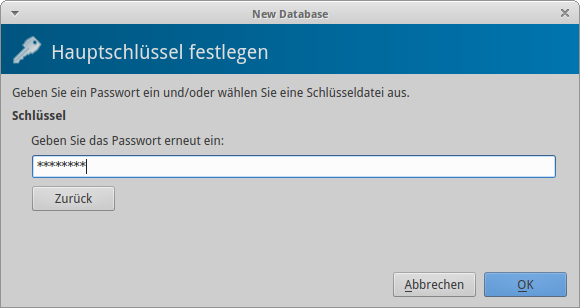 New Database
Hauptschlüssel festlegen
Geben Sie ein Passwort ein und/oder wählen Sie eine Schlüsseldatei aus.
Schlüssel
Geben Sie das Passwort erneut ein:
********
Zurück
Abbrechen OK